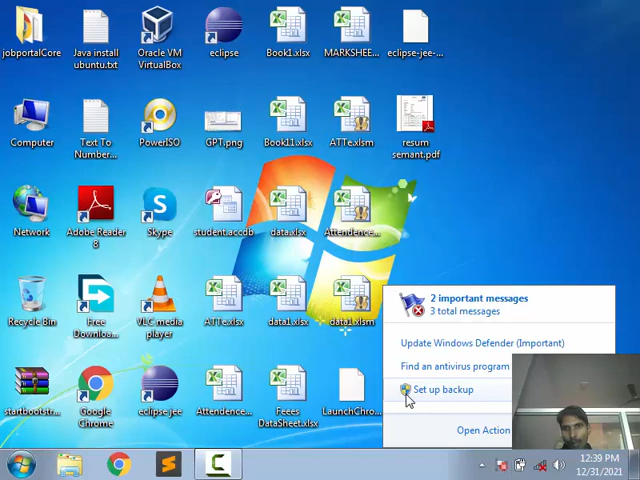 jobportalCore
Java install
ubuntu.txt
Oracle VM
VirtualBox
eclipse
Book1.xlsx
MARKSHEE...
eclipse-jee-...
Computer
Text To
Number...
PowerISO
GPT.png
Book11.xlsx
ATTe.xlsm
resum
semant.pdf
Network
Adobe Reader
8
Skype
student.accdb
data.xlsx
Attendence...
Recycle Bin
Free
Downloa...
VLC media
player
ATTe.xlsx
data1.xlsx
data1.xlsm
startbootstr...
Google
Chrome
eclipse jee
Attendence...
Feees
DataSheet.xlsx
LaunchChro...
2 important messages
3 total messages
Update Windows Defender (Important)
Find an antivirus program
Set up backup
Open Action
12:39 PM
12/31/2021